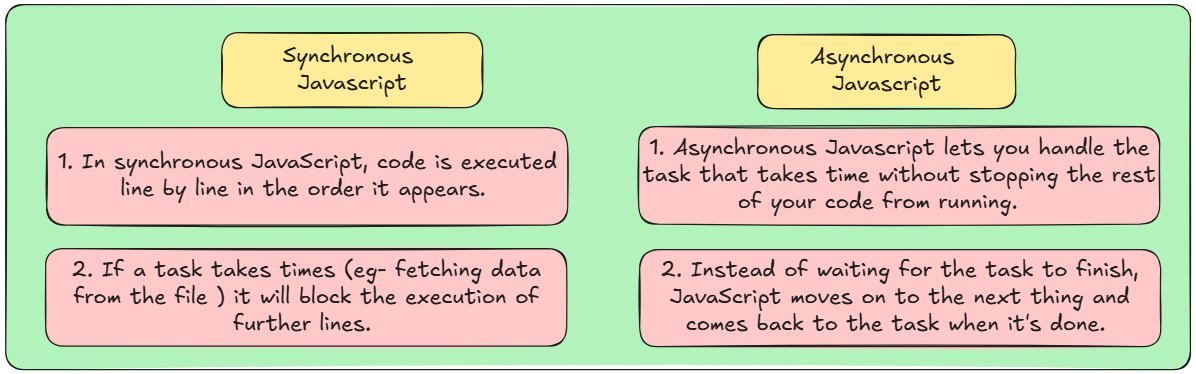 Synchronous
Javascript
1. In synchronous JavaScript, code is executed
line by line in the order it appears.
2. If a task takes times (eg- fetching data
from the file ) it will block the execution of
further lines.
Asynchronous
Javascript
1. Asynchronous Javascript lets you handle the
task that takes time without stopping the rest
of your code from running.
2. Instead of waiting for the task to finish,
JavaScript moves on to the next thing and
comes back to the task when it's done.